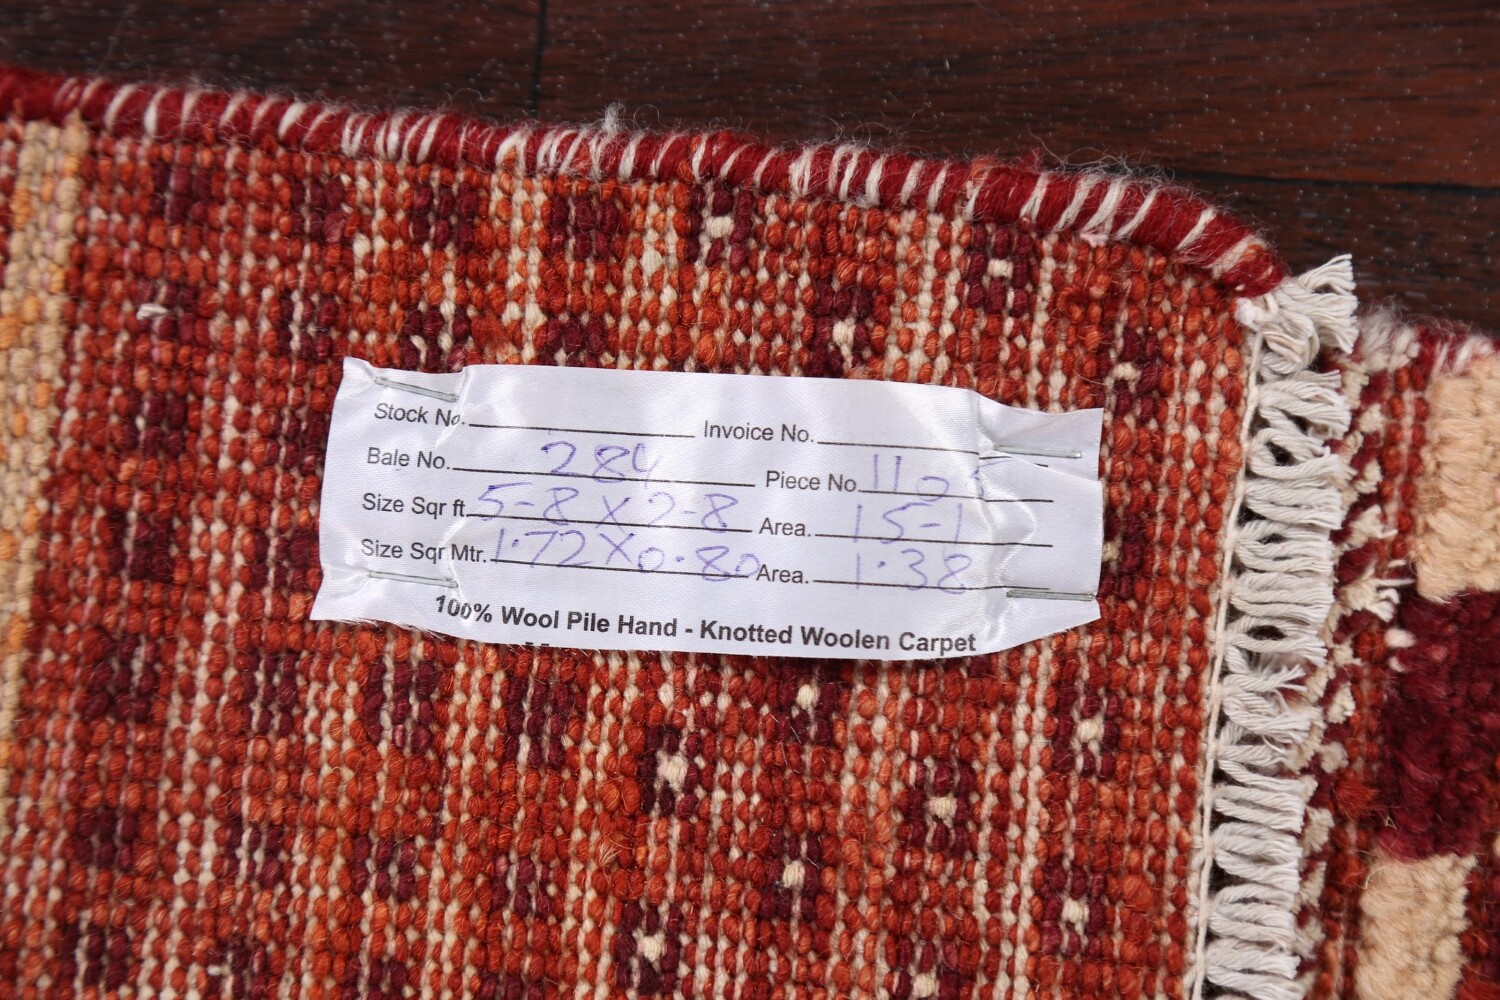 Stock No. Invoice No.
Bale No. 284 Piece No. 1105
Size Sqr ft. 5-8 X 2-8 Area. 15-1
Size Sqr Mtr. 1.72 X 0.80 Area. 1.38
100% Wool Pile Hand - Knotted Woolen Carpet